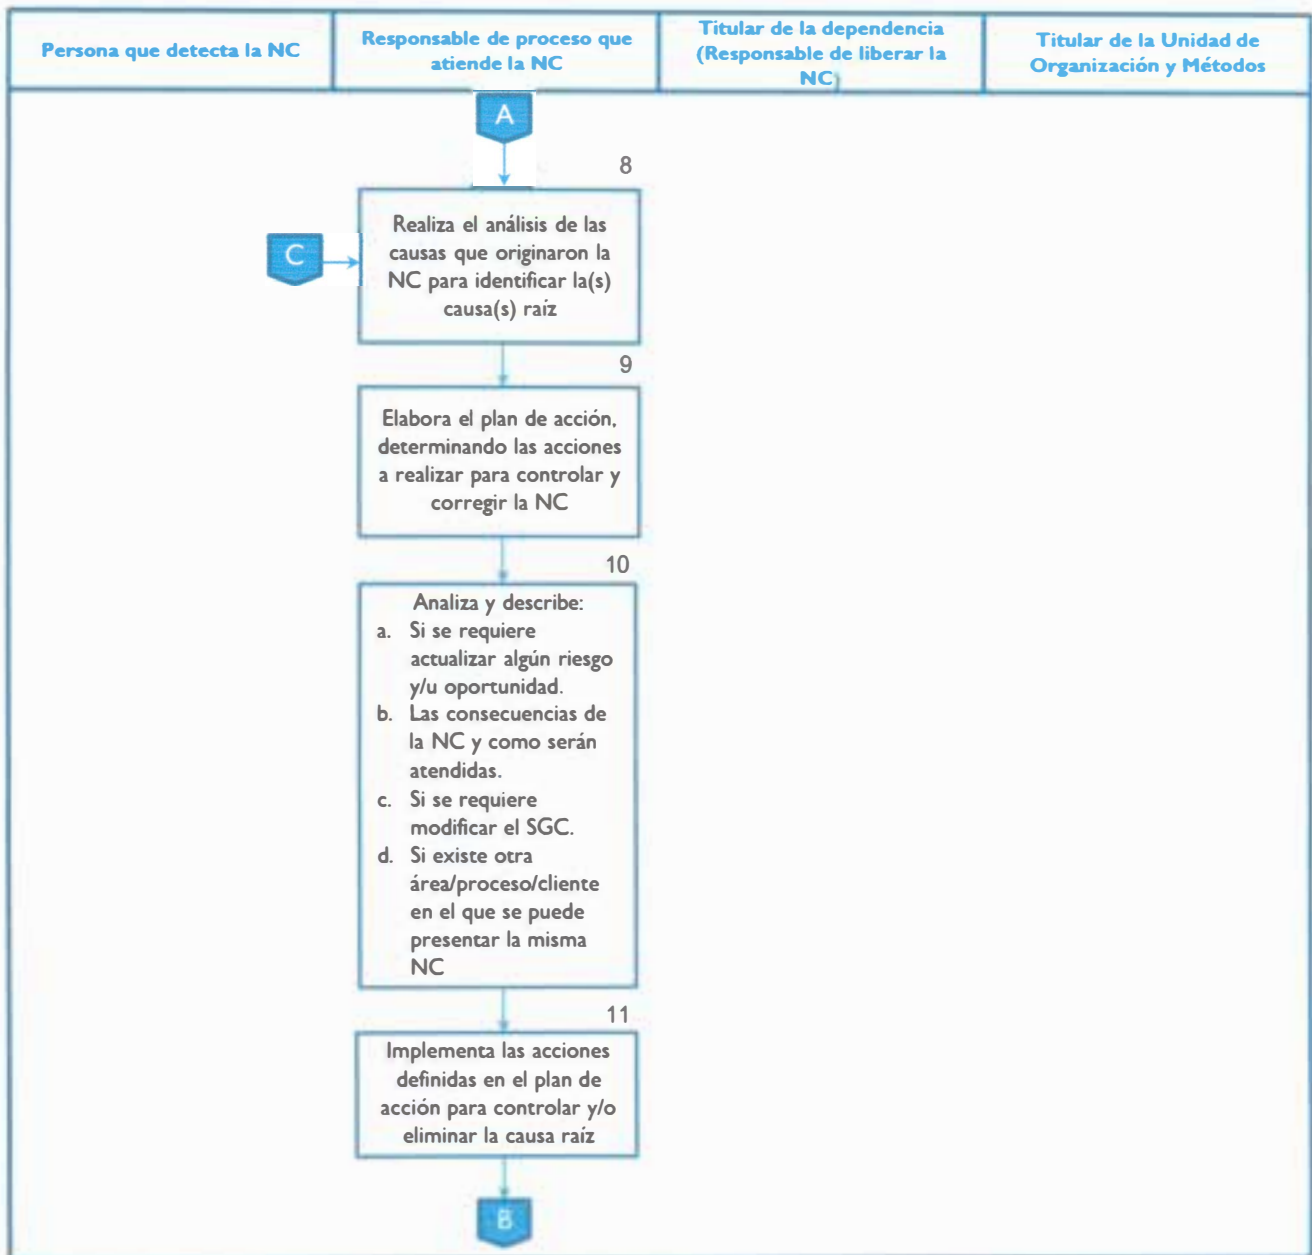 Persona que detecta la NC
Responsable de proceso que
atiende la NC
Titular de la dependencia
(Responsable de liberar la
NC)
Titular de la Unidad de
Organización y Métodos
A
8
C
Realiza el análisis de las
causas que originaron la
NC para identificar la(s)
causa(s) raíz
9
Elabora el plan de acción,
determinando las acciones
a realizar para controlar y
corregir la NC
10
Analiza y describe:
a. Si se requiere
actualizar algún riesgo
y/u oportunidad.
b. Las consecuencias de
la NC y como serán
atendidas.
c. Si se requiere
modificar el SGC.
d. Si existe otra
área/proceso/cliente
en el que se puede
presentar la misma
NC
11
Implementa las acciones
definidas en el plan de
acción para controlar y/o
eliminar la causa raíz
B